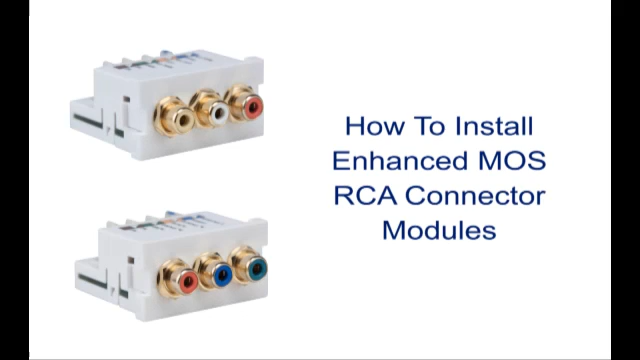 How To Install
Enhanced MOS
RCA Connector
Modules